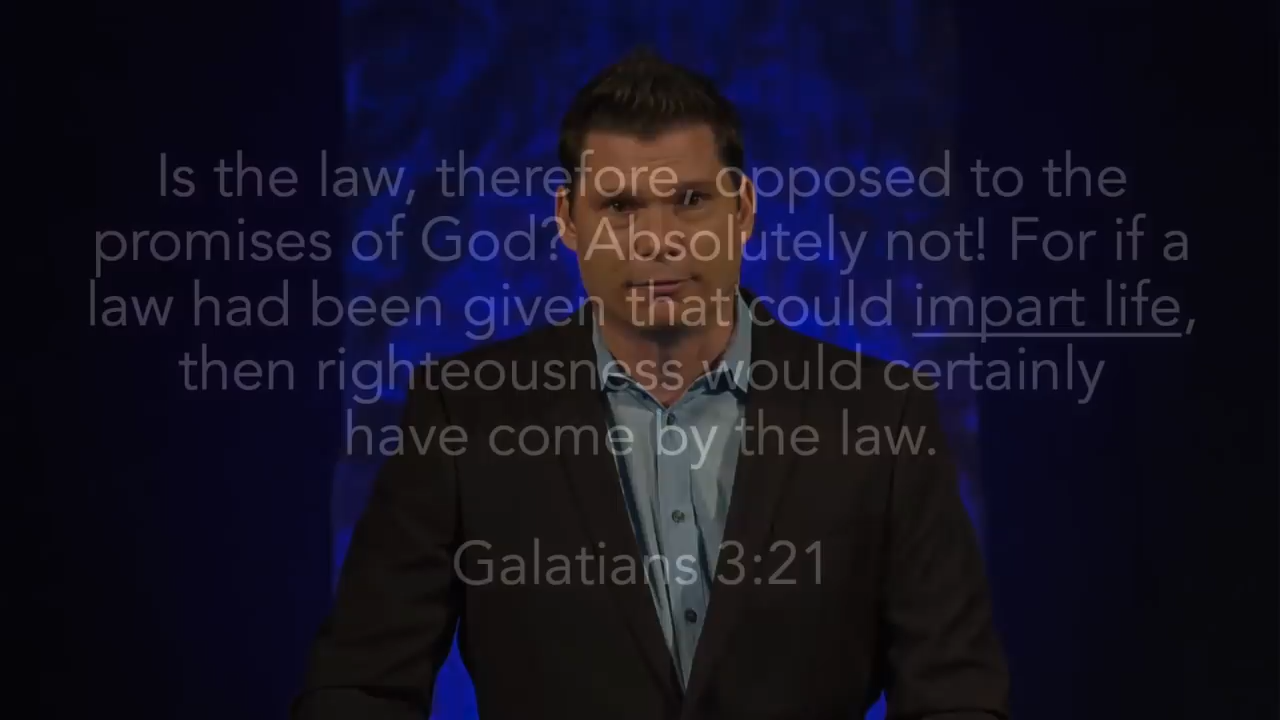 Is the law, therefore, opposed to the
promises of God? Absolutely not! For if a
law had been given that could impart life,
then righteousness would certainly
have come by the law.
Galatians 3:21